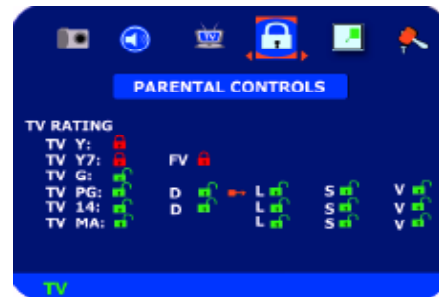 TV
PARENTAL CONTROLS
TV RATING
TV Y:
TV Y7: FV
TV G:
TV PG: D L S V
TV 14: D L S V
TV MA: L S V
TV